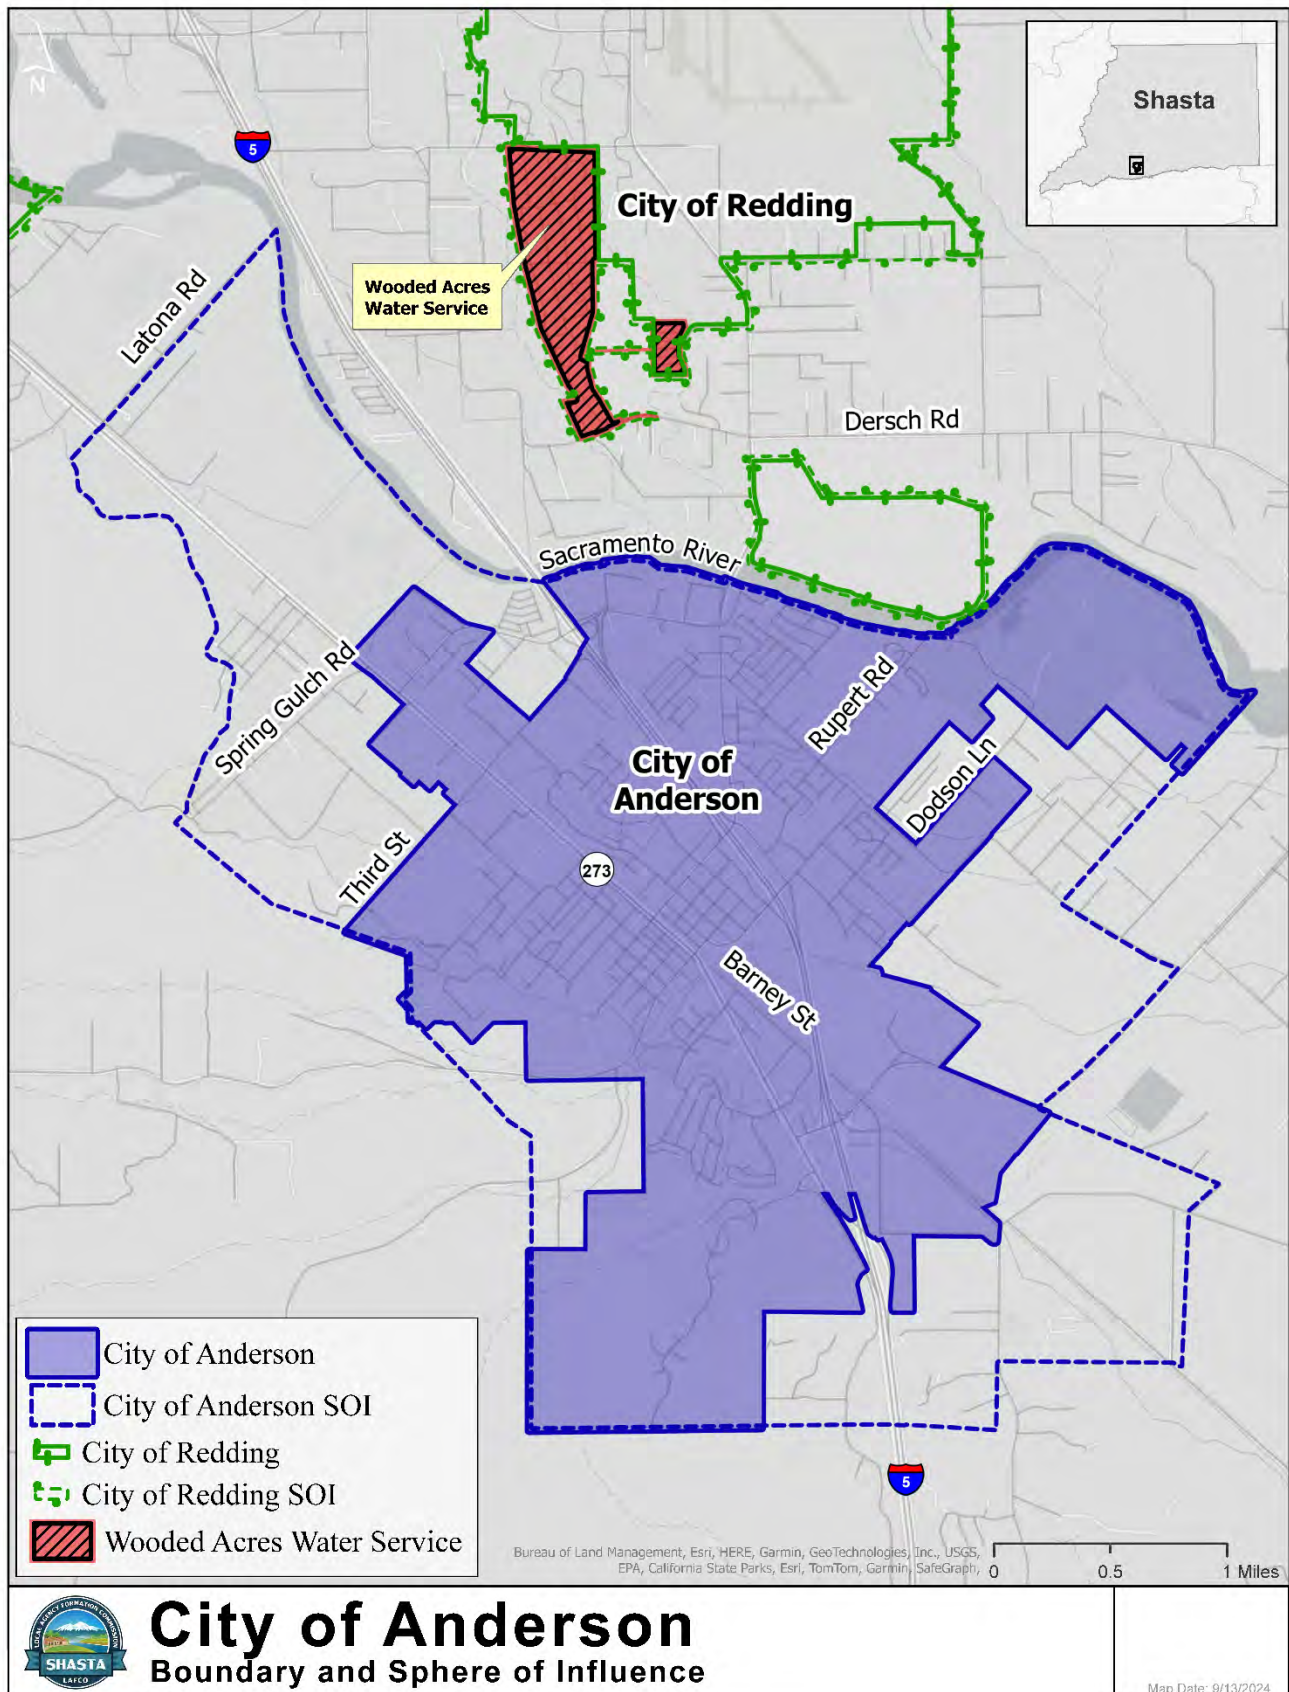 N
5
Shasta
City of Redding
Wooded Acres
Water Service
Latona Rd
Dersch Rd
Sacramento River
Spring Gulch Rd
Rupert Rd
City of
Anderson
Dodson Ln
Third St
273
Barney St
City of Anderson
City of Anderson SOI
City of Redding
City of Redding SOI
Wooded Acres Water Service
5
Bureau of Land Management, Esri, HERE, Garmin, GeoTechnologies, Inc., USGS,
EPA, California State Parks, Esri, TomTom, Garmin, SafeGraph,
0 0.5 1 Miles
LOCAL AGENCY FORMATION COMMISSION
SHASTA
LAFCO
City of Anderson
Boundary and Sphere of Influence
Map Date: 9/13/2024